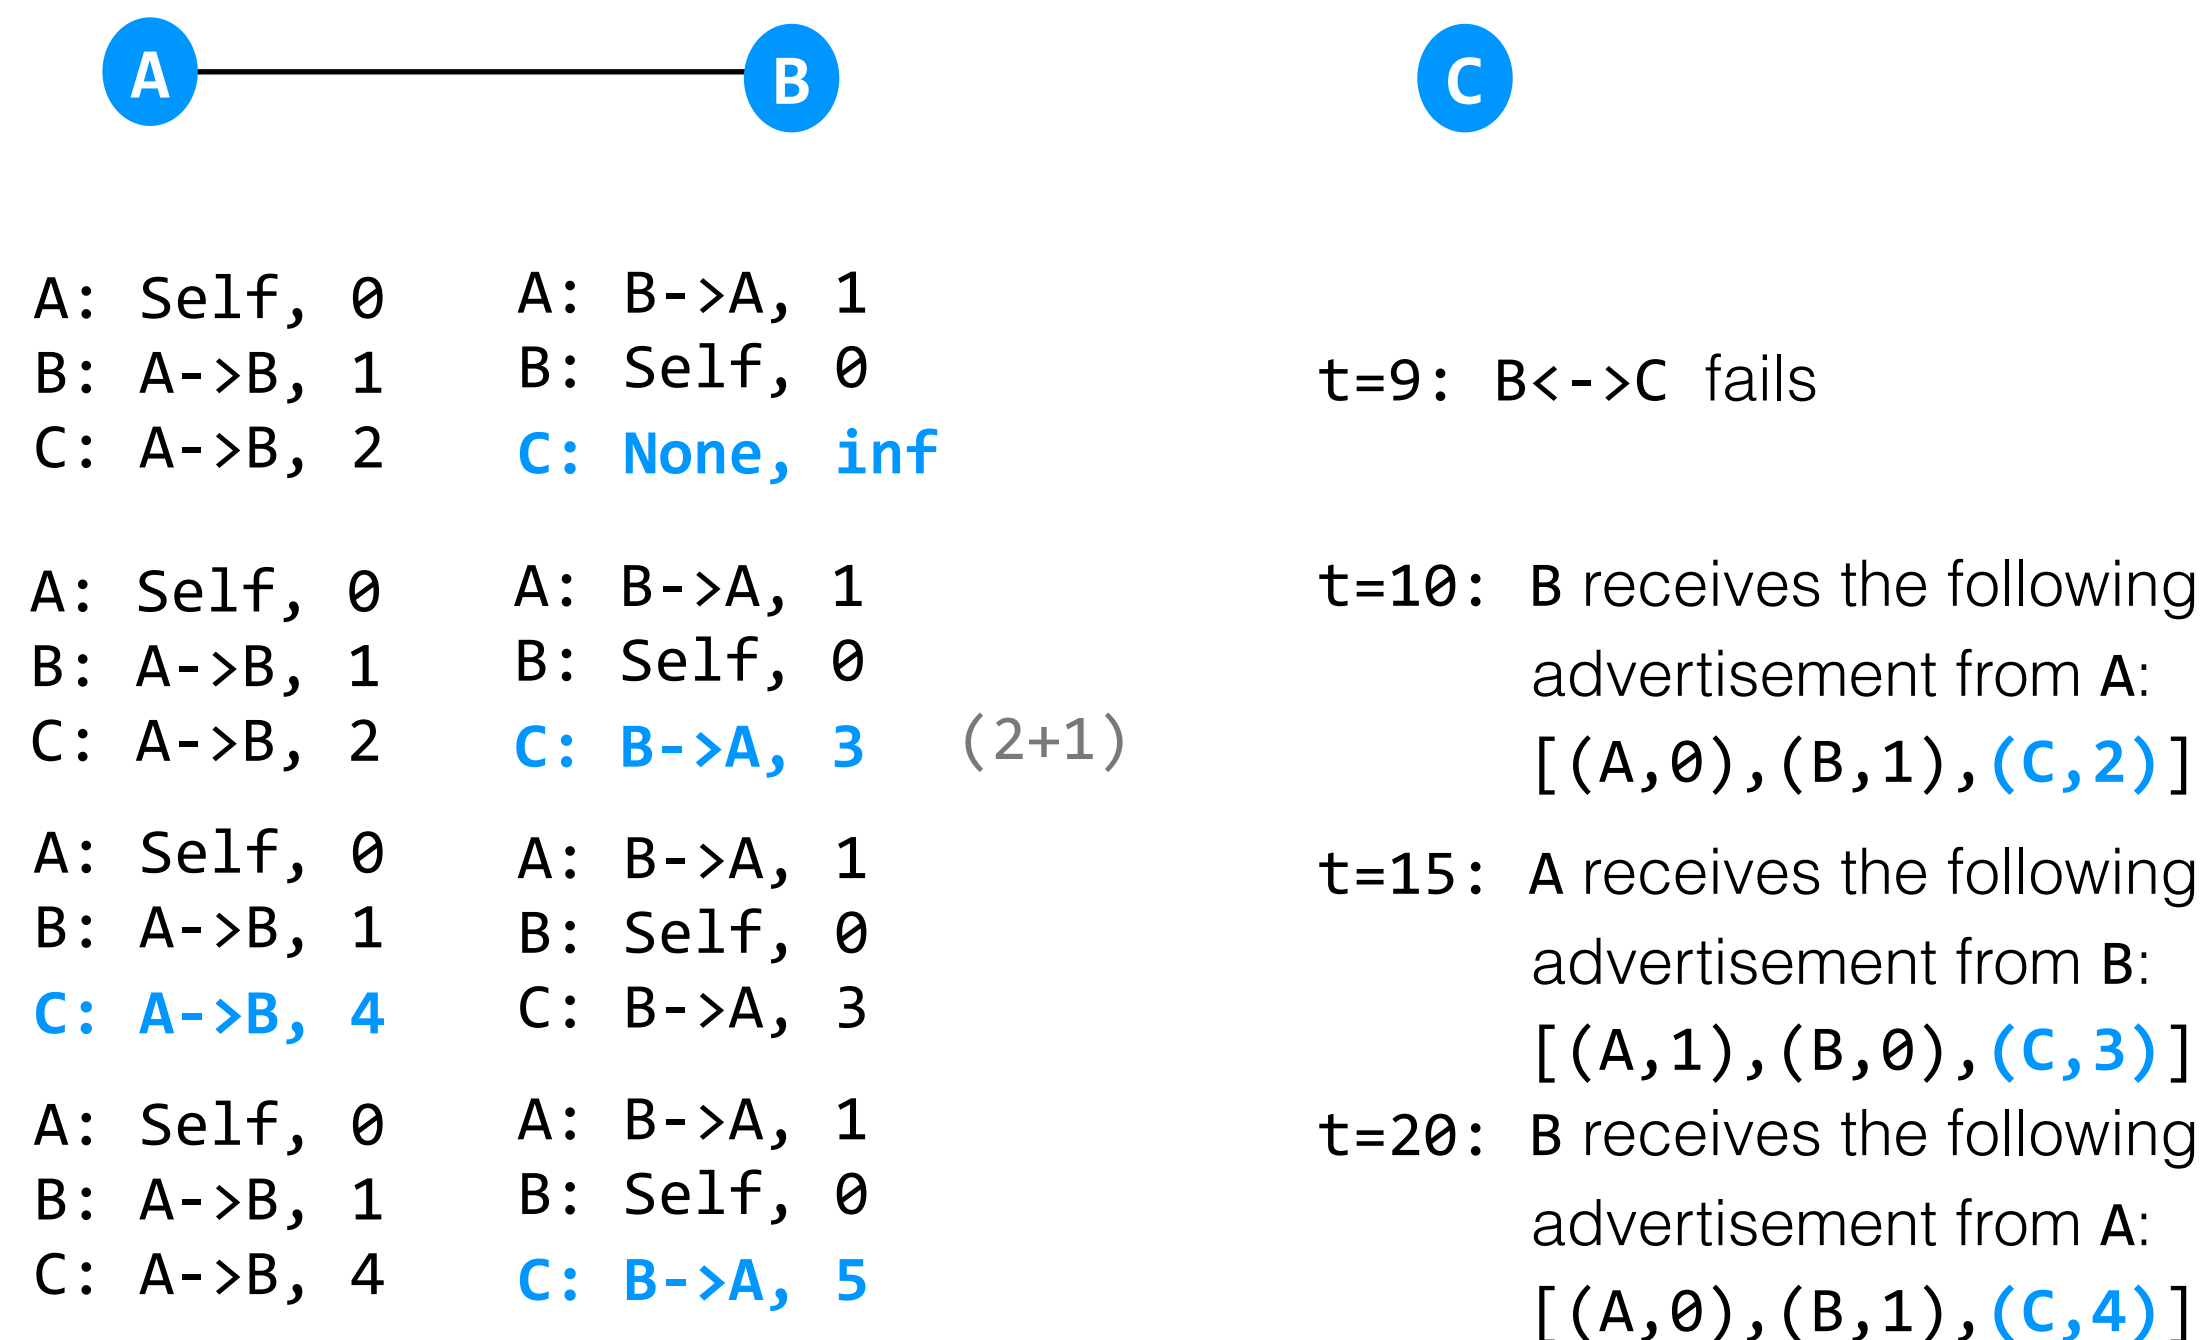 A
B
C
A: Self, 0
B: A->B, 1
C: A->B, 2
A: B->A, 1
B: Self, 0
C: None, inf
t=9: B<->C fails
A: Self, 0
B: A->B, 1
C: A->B, 2
A: B->A, 1
B: Self, 0
C: B->A, 3 (2+1)
t=10: B receives the following
advertisement from A:
[(A,0),(B,1),(C,2)]
A: Self, 0
B: A->B, 1
C: A->B, 4
A: B->A, 1
B: Self, 0
C: B->A, 3
t=15: A receives the following
advertisement from B:
[(A,1),(B,0),(C,3)]
A: Self, 0
B: A->B, 1
C: A->B, 4
A: B->A, 1
B: Self, 0
C: B->A, 5
t=20: B receives the following
advertisement from A:
[(A,0),(B,1),(C,4)]